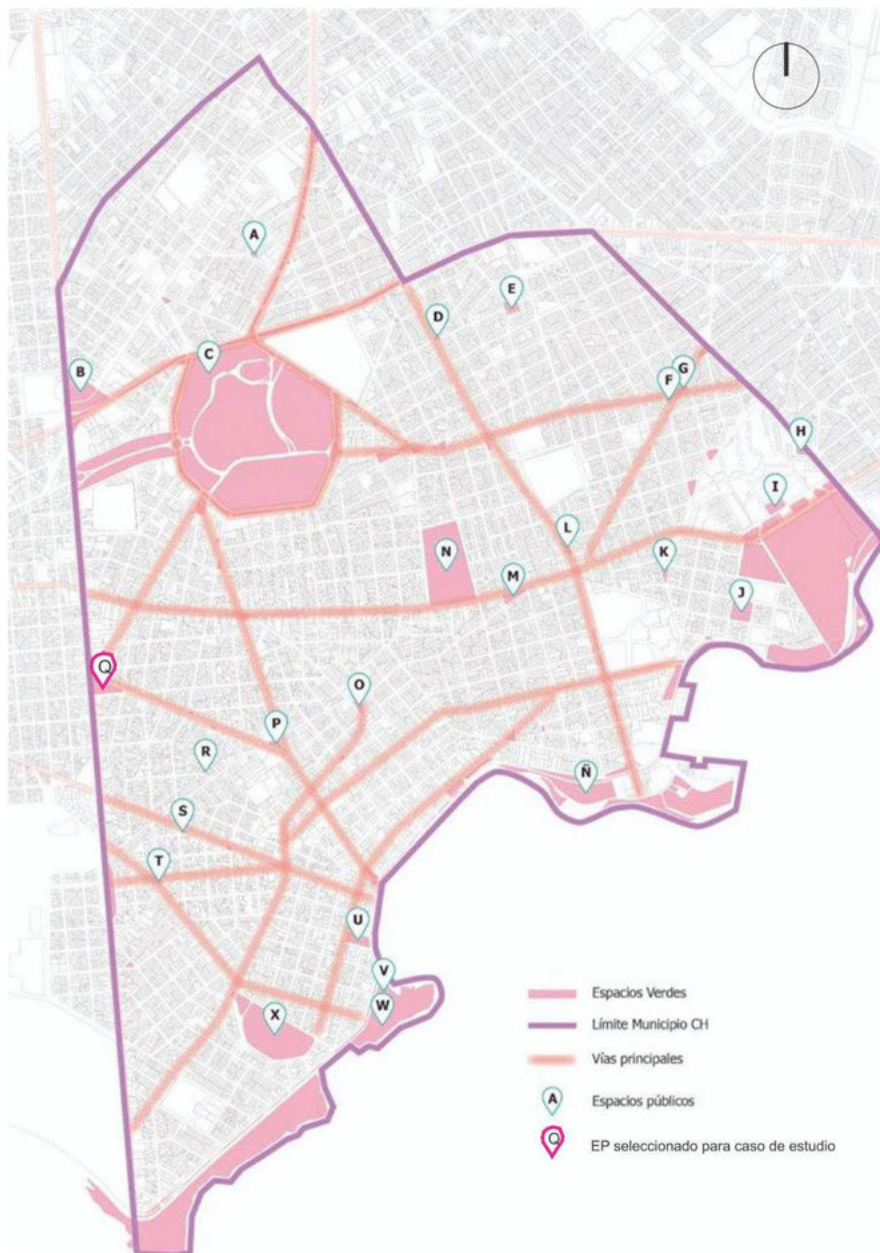 A
E
D
C
B
G
F
H
I
L
N
K
M
J
Q
O
P
R
Ñ
S
T
U
V
W
X
Espacios Verdes
Límite Municipio CH
Vías principales
A Espacios públicos
Q EP seleccionado para caso de estudio